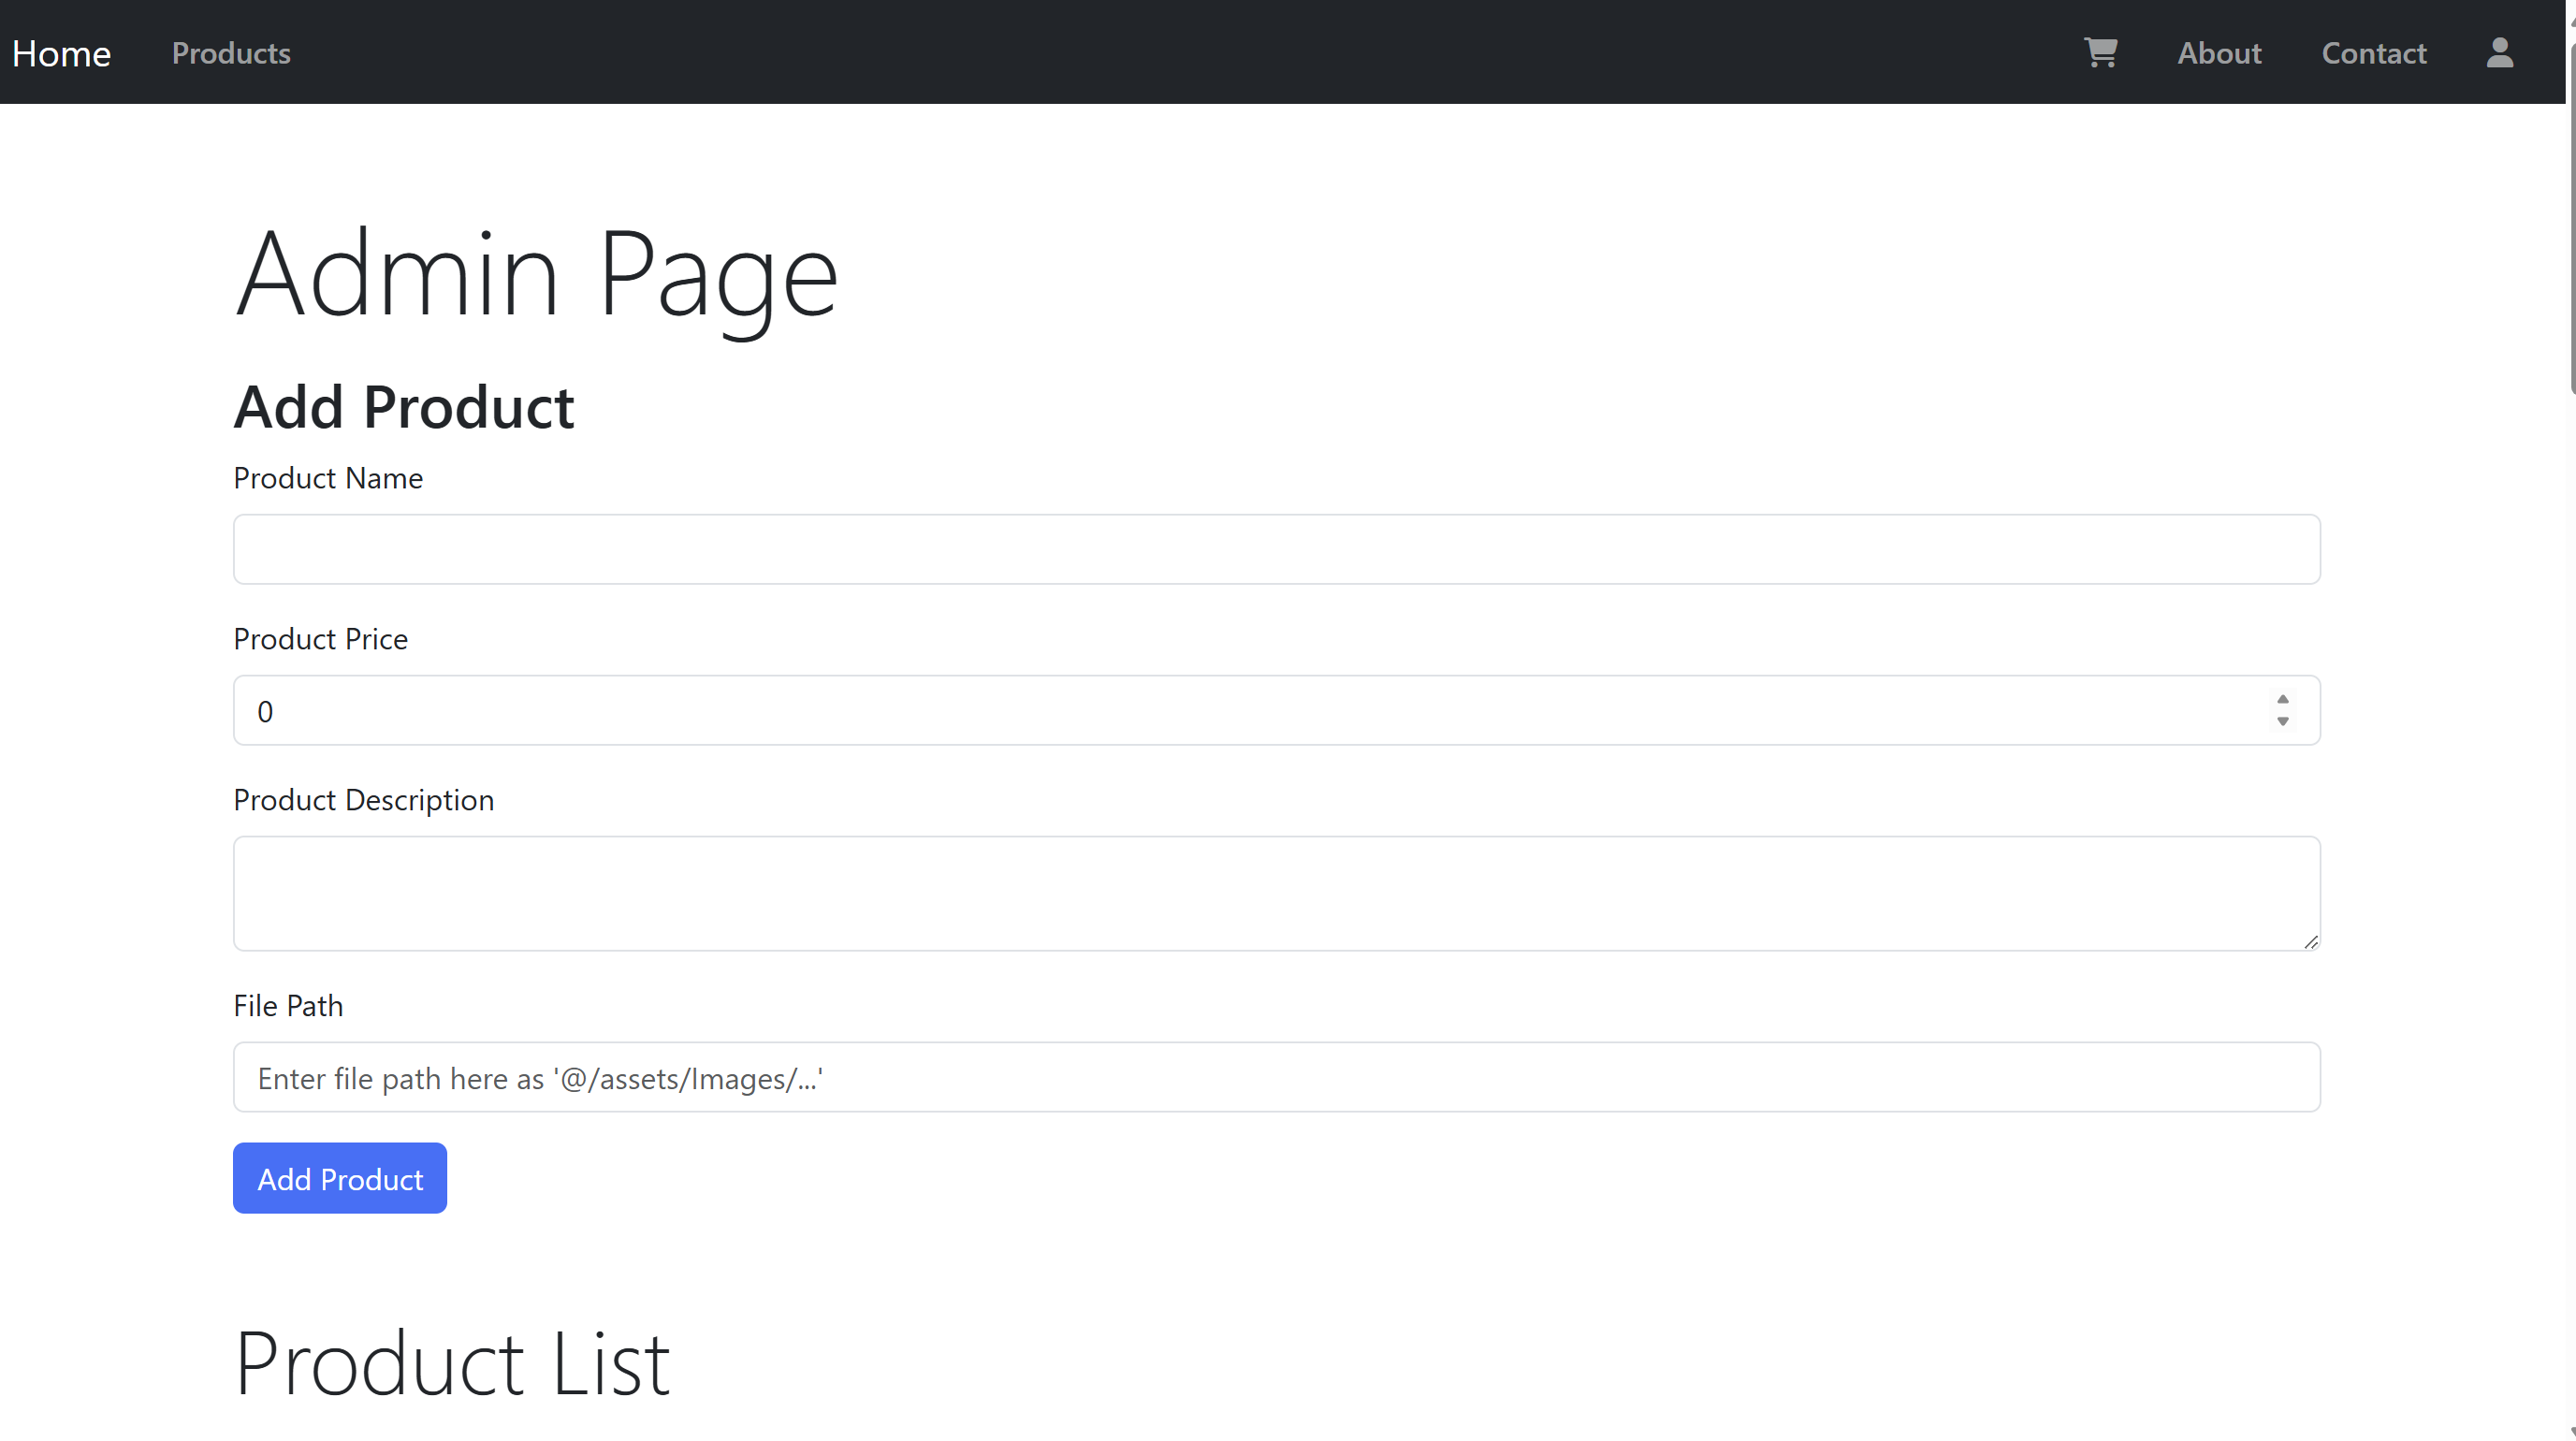 Home Products About Contact
Admin Page
Add Product
Product Name
Product Price
0
Product Description
File Path
Enter file path here as '@/assets/Images/...'
Add Product
Product List